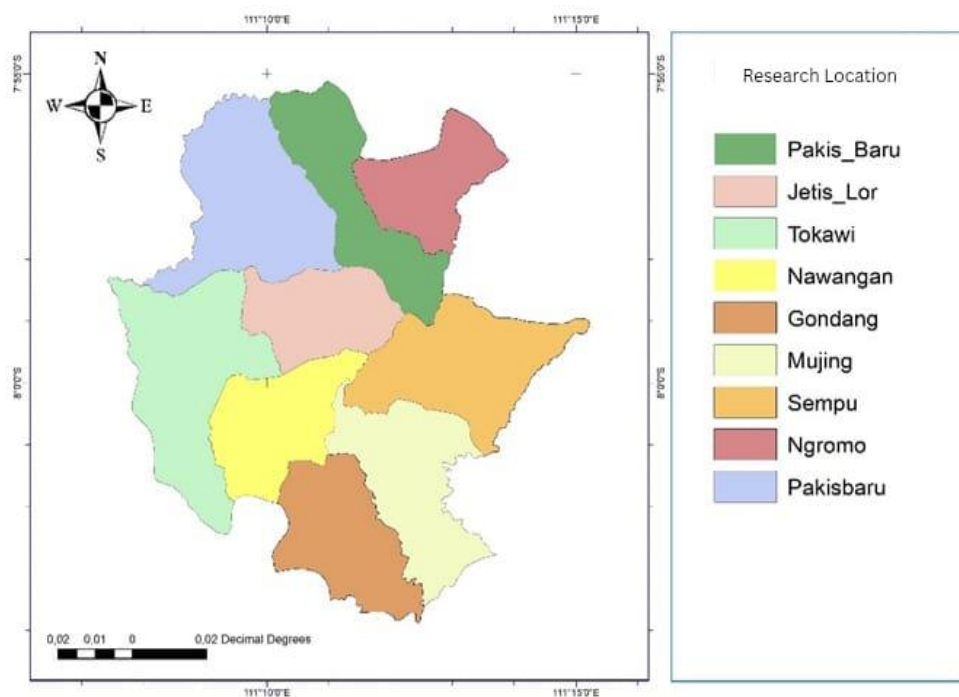 111°10'0"E
111°15'0"E
7°55'0"S
7°55'0"S
N
W
E
S
8°0'0"S
8°0'0"S
0,02
0,01
0
0,02 Decimal Degrees
111°10'0"E
111°15'0"E
Research Location
Pakis_Baru
Jetis_Lor
Tokawi
Nawangan
Gondang
Mujing
Sempu
Ngromo
Pakisbaru